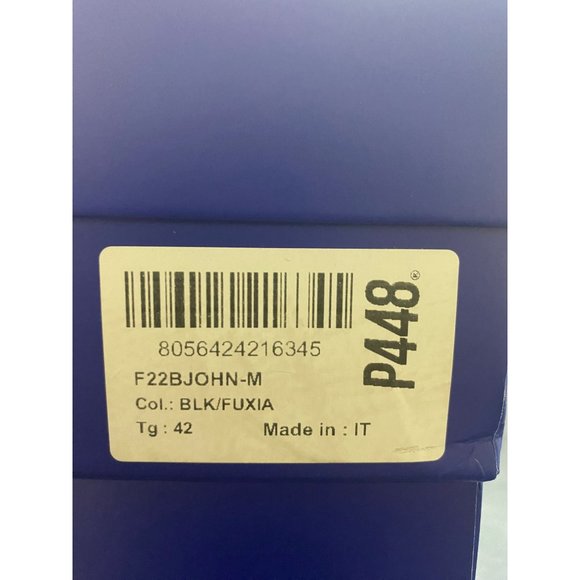 8056424216345
F22BJOHN-M
Col.: BLK/FUXIA
Tg : 42 Made in : IT
P448®